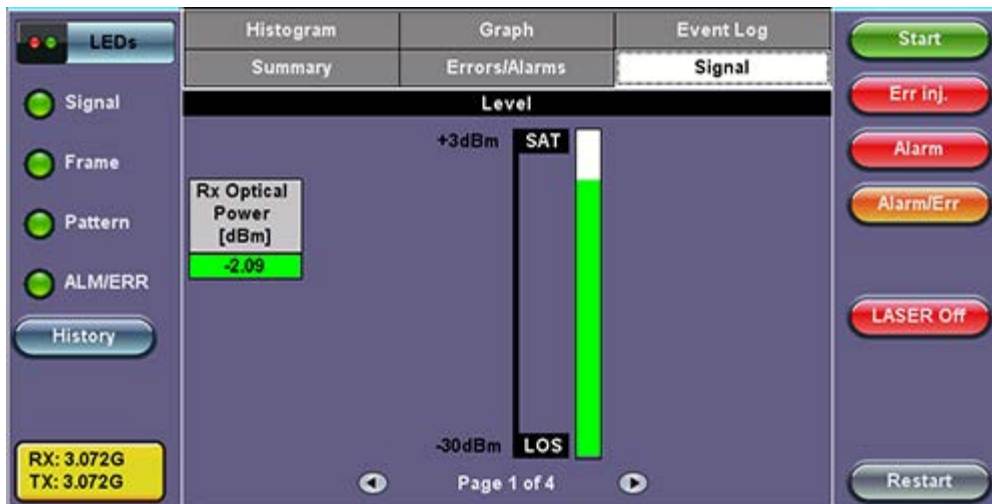 LEDs
Histogram
Graph
Event Log
Summary
Errors/Alarms
Signal
Level
Signal
Frame
Pattern
ALM/ERR
History
RX: 3.072G
TX: 3.072G
+3dBm
SAT
Rx Optical
Power
[dBm]
-2.09
-30dBm
LOS
Page 1 of 4
Start
Err inj.
Alarm
Alarm/Err
LASER Off
Restart